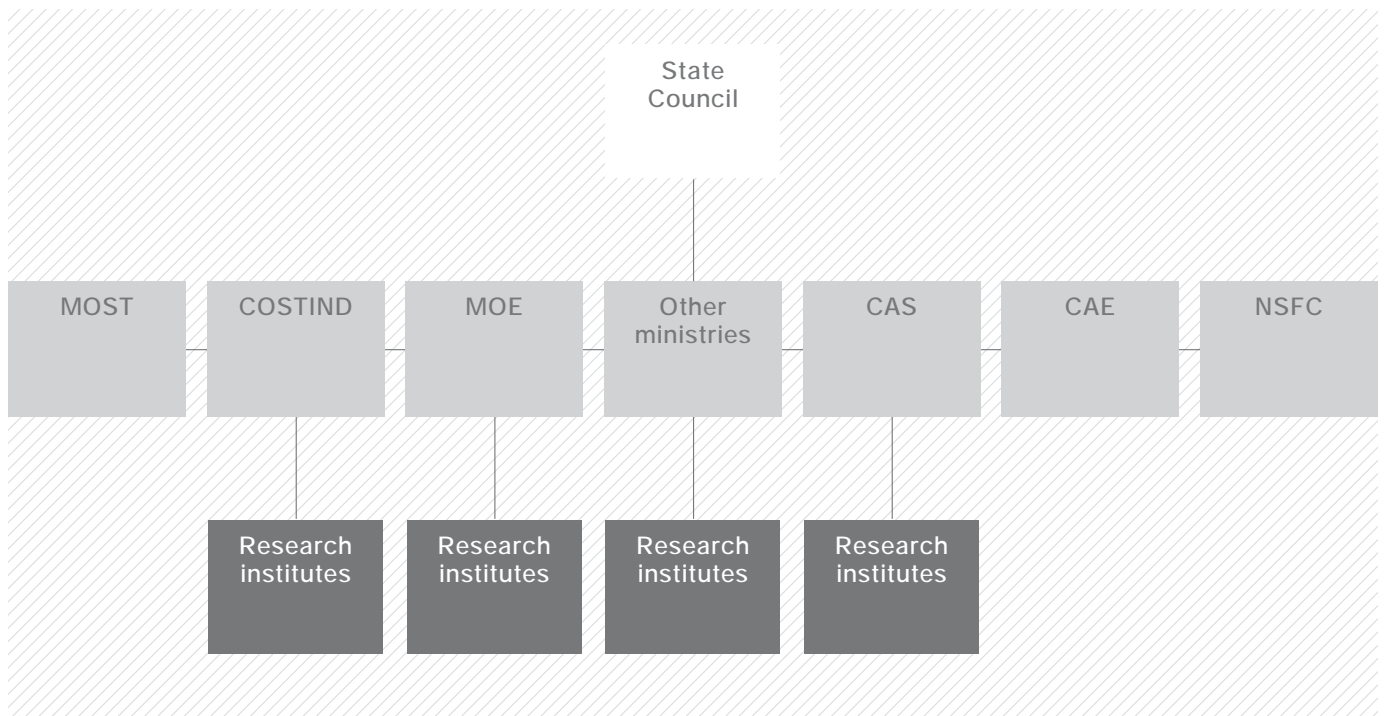 State
Council
MOST
COSTIND
MOE
Other
ministries
CAS
CAE
NSFC
Research
institutes
Research
institutes
Research
institutes
Research
institutes